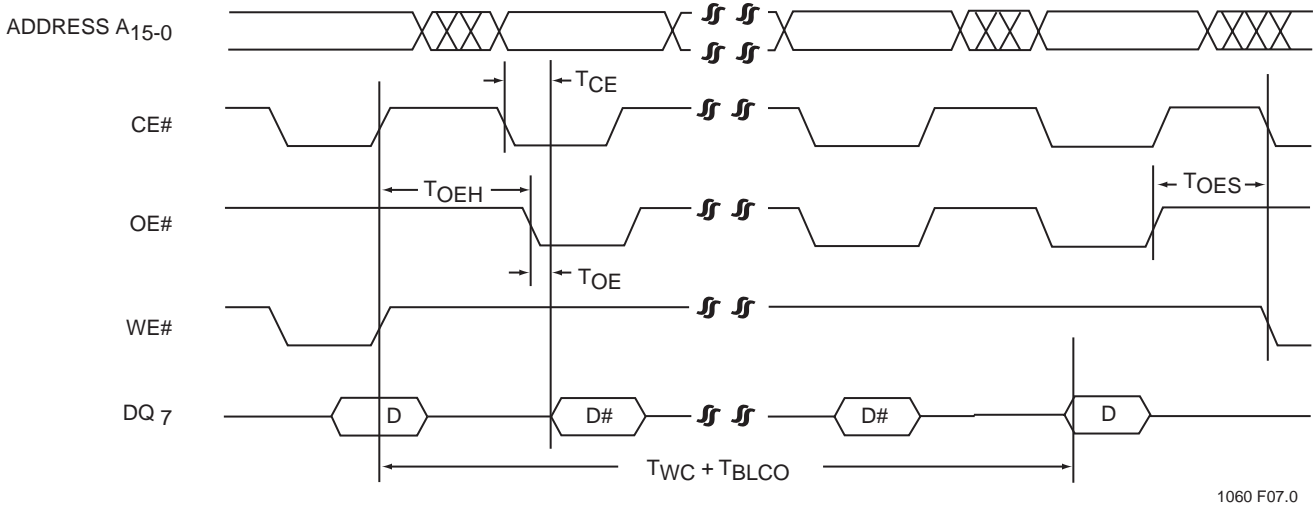 ADDRESS A15-0
TCE
CE#
TOEH
TOES
OE#
TOE
WE#
DQ 7
D
D#
D#
D
TWC + TBLCO
1060 F07.0